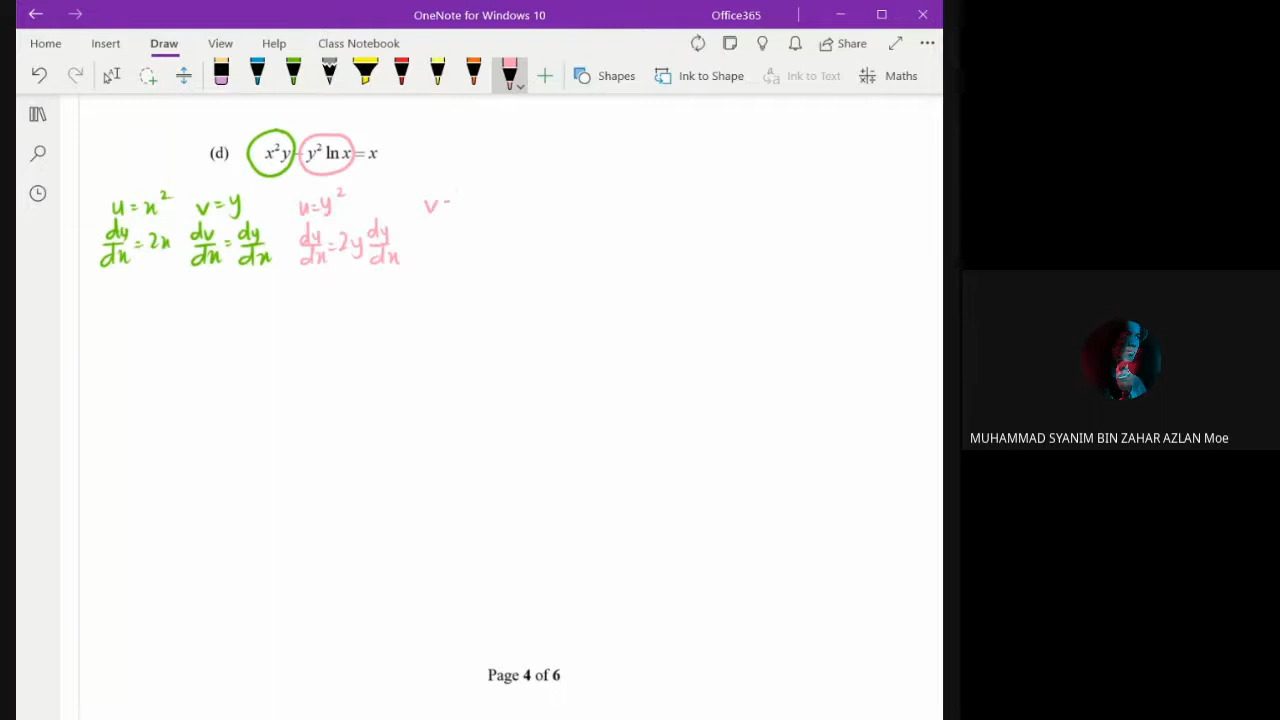 OneNote for Windows 10
Office365
Home Insert Draw View Help Class Notebook
Share
Shapes Ink to Shape Ink to Text Maths
(d) x²y - y² ln x = x
u = x² v = y u = y² v -
dy/dx = 2x dv/dx = dy/dx dy/dx = 2y dy/dx
MUHAMMAD SYANIM BIN ZAHAR AZLAN Moe
Page 4 of 6